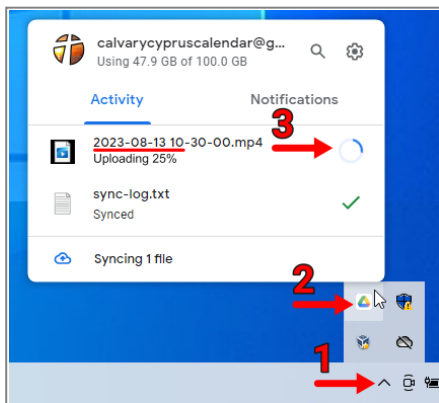 calvarycypruscalendar@g...
Using 47.9 GB of 100.0 GB
Activity
Notifications
3
2023-08-13 10-30-00.mp4
Uploading 25%
sync-log.txt
Synced
Syncing 1 file
2
1